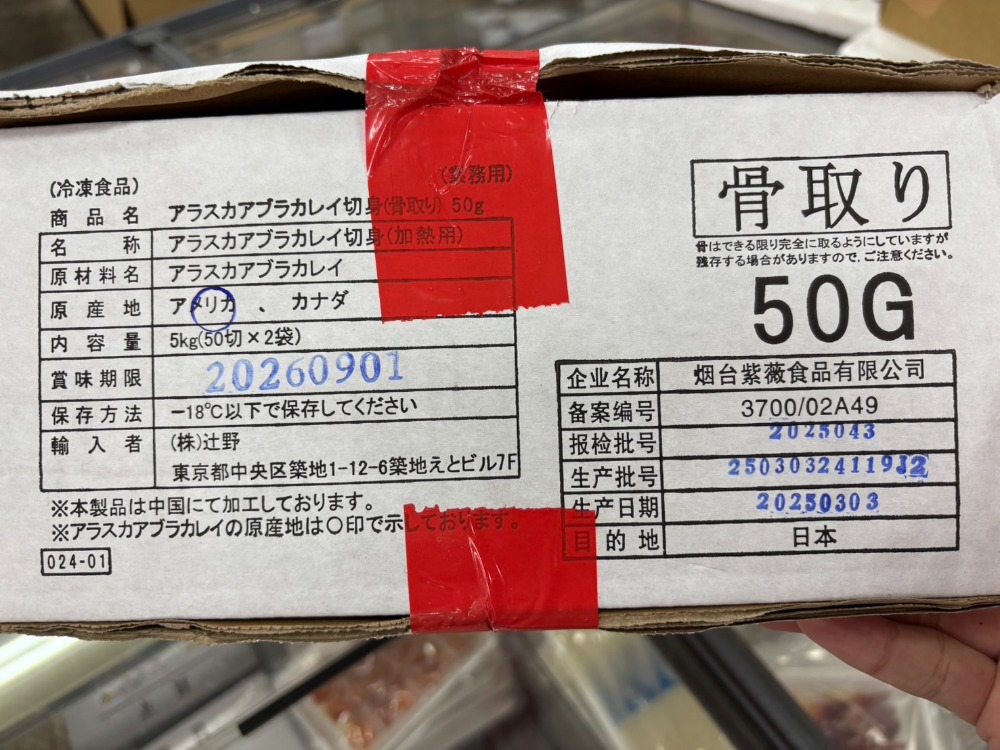 (冷凍食品)
(業務用)
商品名 アラスカアブラカレイ切身(骨取り) 50g
名称 アラスカアブラカレイ切身(加熱用)
原材料名 アラスカアブラカレイ
原産地 アメリカ 、 カナダ
内容量 5kg(50切×2袋)
賞味期限 20260901
保存方法 −18℃以下で保存してください
輸入者 (株)辻野
東京都中央区築地1-12-6築地えとビル7F
※本製品は中国にて加工しております。
※アラスカアブラカレイの原産地は〇印で示しております。
024-01
骨取り
骨はできる限り完全に取るようにしていますが
残存する場合がありますので、ご注意ください。
50G
企业名称 烟台紫薇食品有限公司
备案编号 3700/02A49
报检批号 2025043
生产批号 25030324119J2
生产日期 20250303
目的地 日本